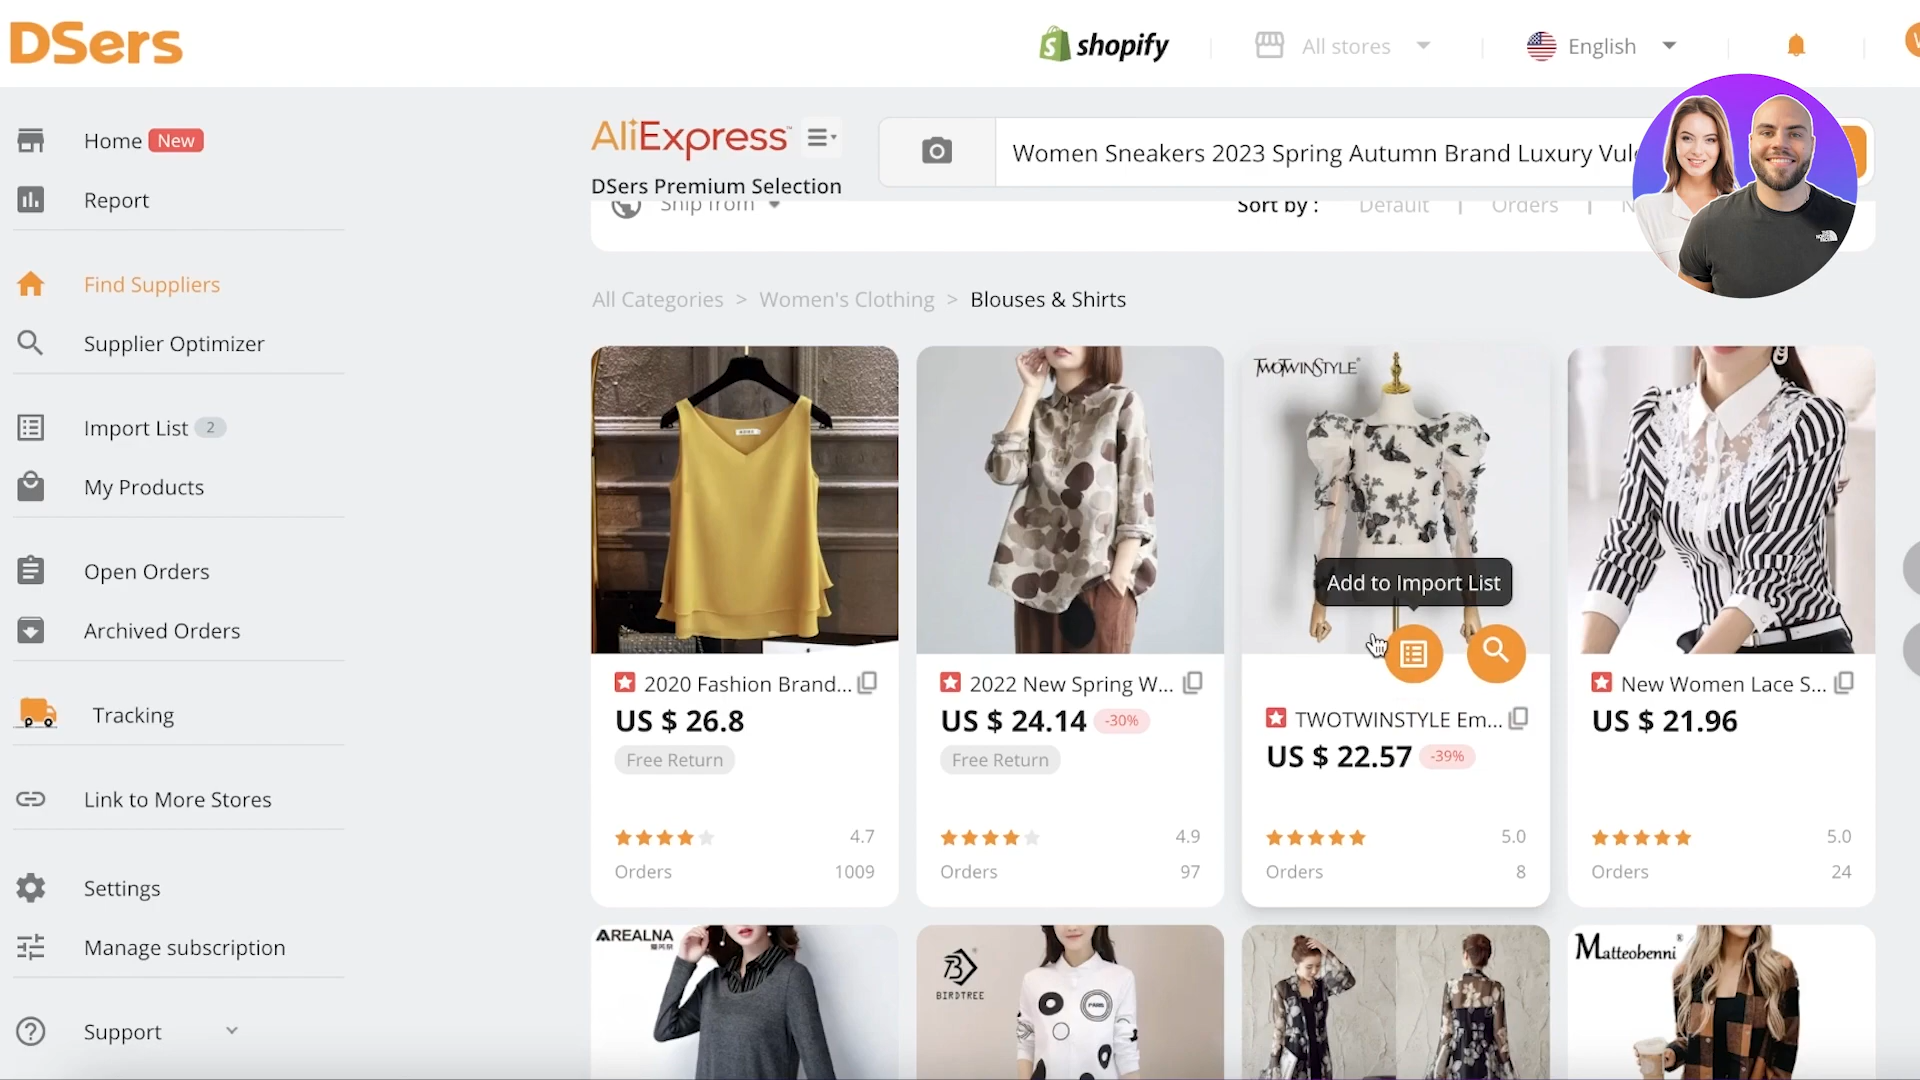 DSers
shopify
All stores
English
Home New
Report
Find Suppliers
Supplier Optimizer
Import List 2
My Products
Open Orders
Archived Orders
Tracking
Link to More Stores
Settings
Manage subscription
Support
AliExpress
DSers Premium Selection
Women Sneakers 2023 Spring Autumn Brand Luxury
Ship from
Sort by : Default | Orders |
All Categories > Women's Clothing > Blouses & Shirts
TWOTWINSTYLE
Add to Import List
2020 Fashion Brand...
US $ 26.8
Free Return
4.7
Orders 1009
2022 New Spring W...
US $ 24.14 -30%
Free Return
4.9
Orders 97
TWOTWINSTYLE Em...
US $ 22.57 -39%
5.0
Orders 8
New Women Lace S...
US $ 21.96
5.0
Orders 24
AREALNA
BIRDTREE
Matteobenni